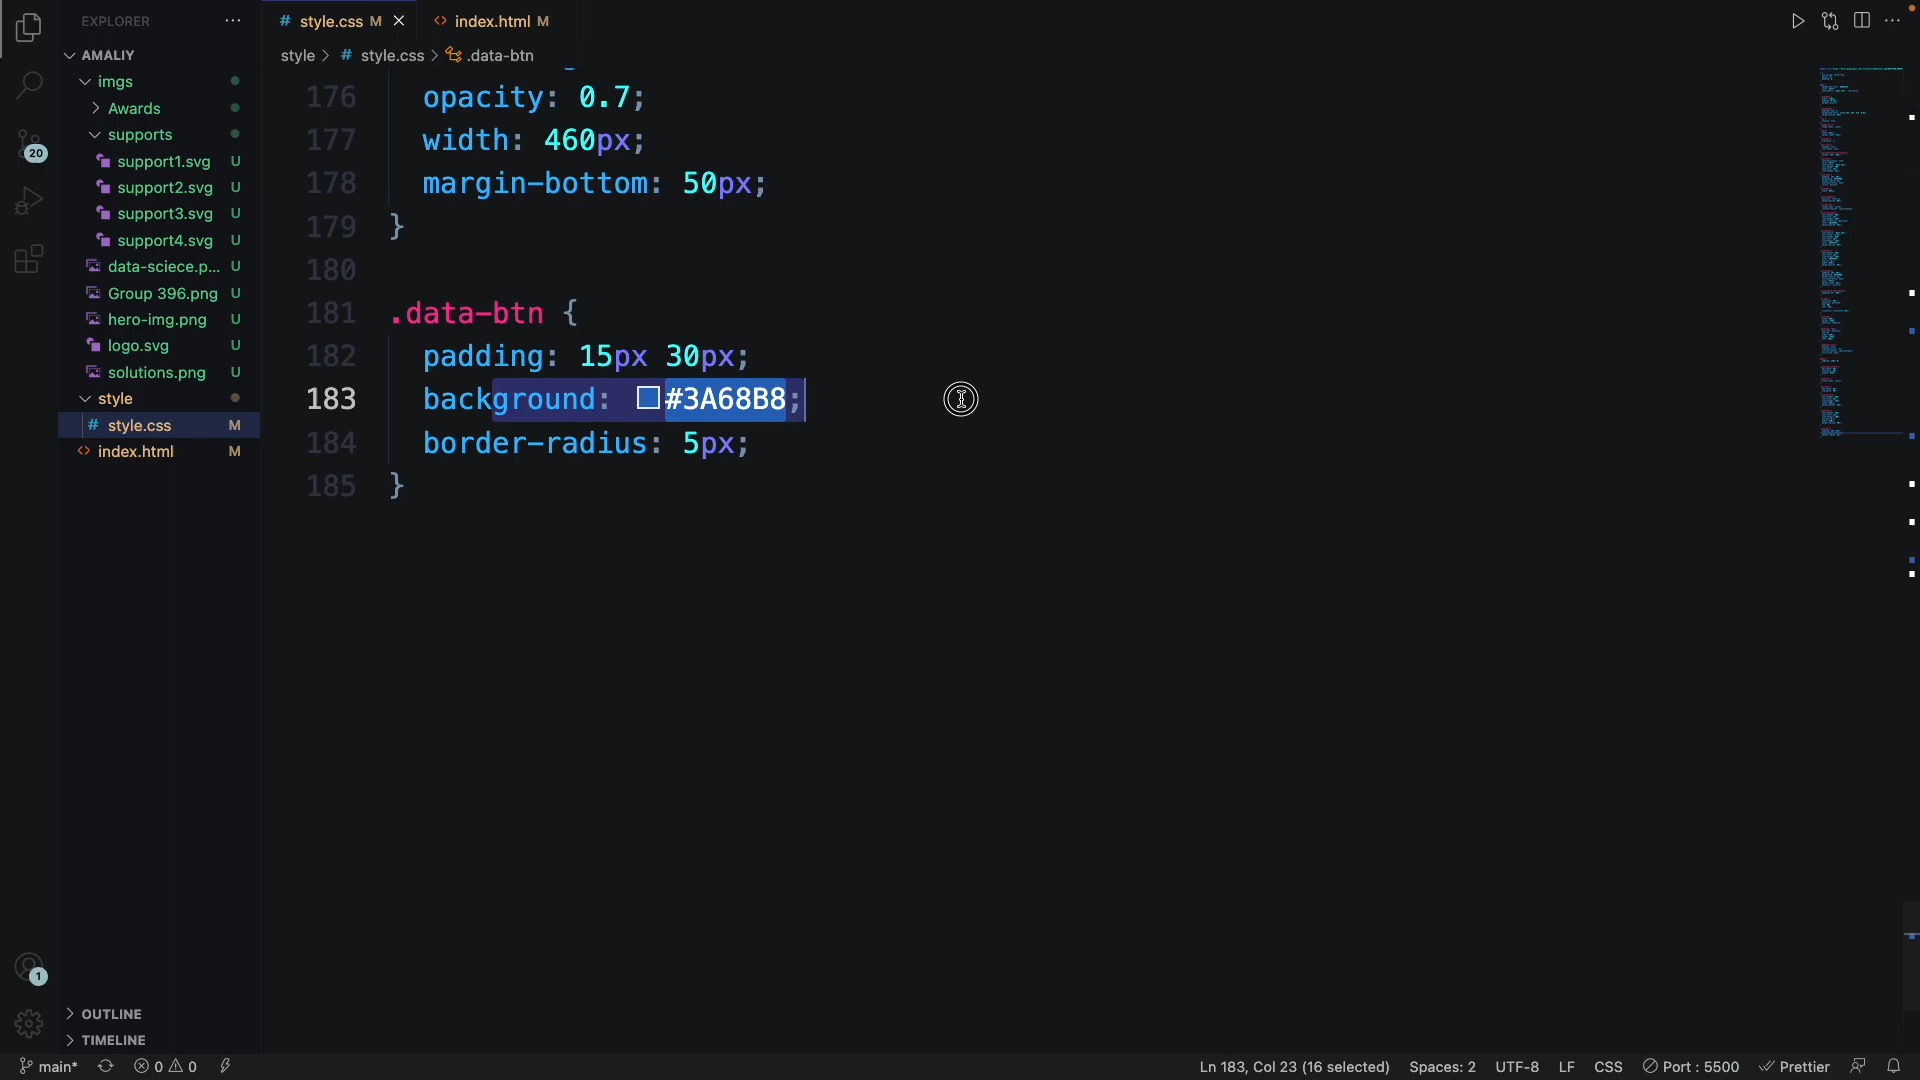 EXPLORER
AMALIY
imgs
Awards
supports
support1.svg U
support2.svg U
support3.svg U
support4.svg U
data-sciece.p... U
Group 396.png U
hero-img.png U
logo.svg U
solutions.png U
style
# style.css M
<> index.html M
20
1
OUTLINE
TIMELINE
# style.css M
<> index.html M
style > # style.css > .data-btn
176 opacity: 0.7;
177 width: 460px;
178 margin-bottom: 50px;
179 }
180
181 .data-btn {
182 padding: 15px 30px;
183 background: #3A68B8;
184 border-radius: 5px;
185 }
main* 0 0 Ln 183, Col 23 (16 selected) Spaces: 2 UTF-8 LF CSS Port : 5500 Prettier